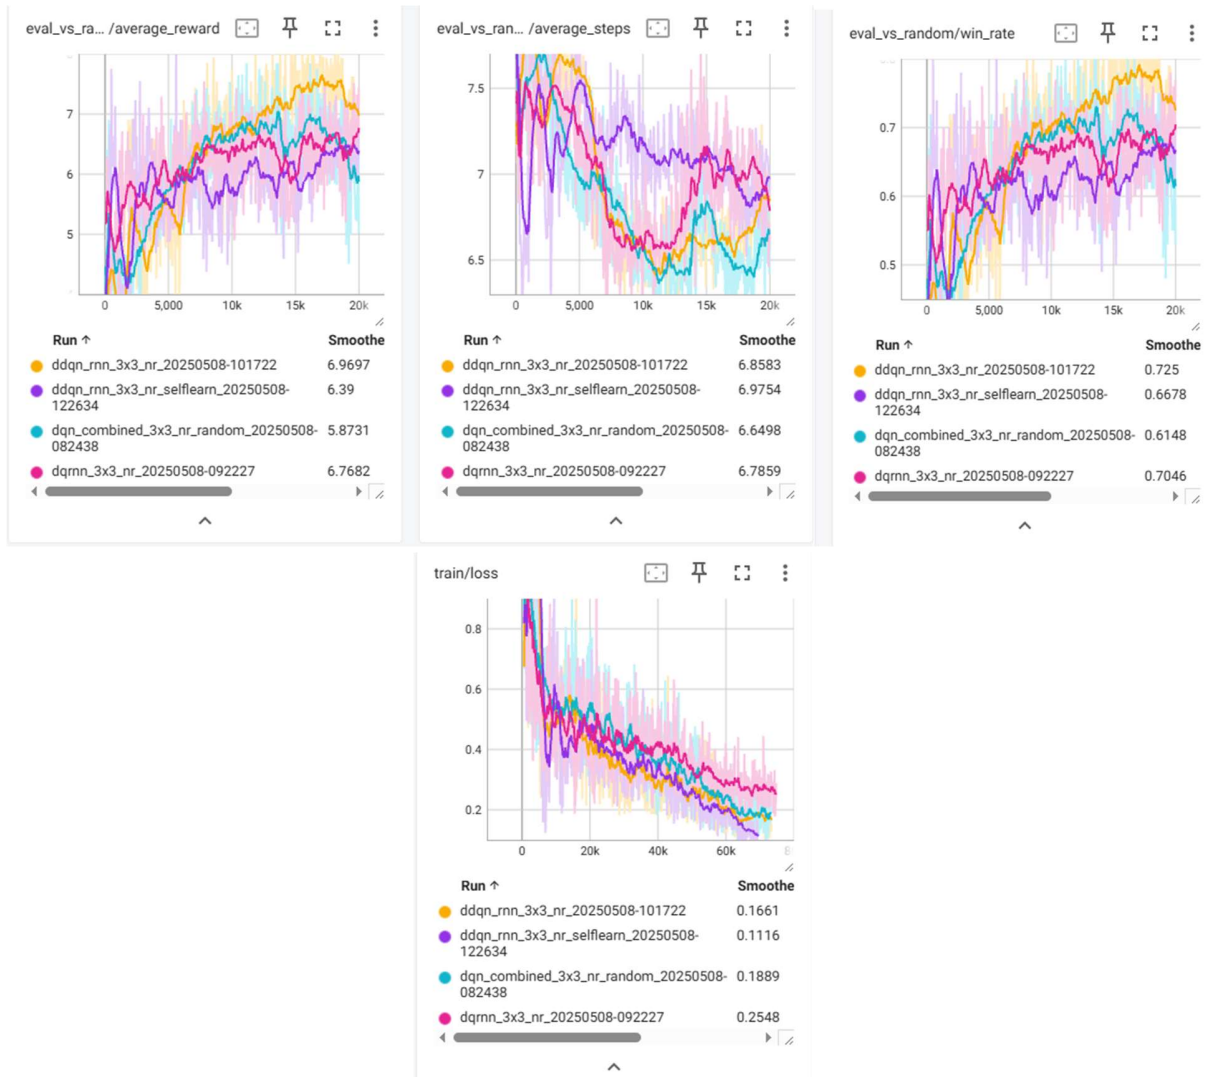 eval_vs_ra... /average_reward
7
6
5
0 5,000 10k 15k 20k
Run ↑ Smoothe
ddqn_rnn_3x3_nr_20250508-101722 6.9697
ddqn_rnn_3x3_nr_selflearn_20250508- 6.39
122634
dqn_combined_3x3_nr_random_20250508- 5.8731
082438
dqrnn_3x3_nr_20250508-092227 6.7682
eval_vs_ran... /average_steps
7.5
7
6.5
0 5,000 10k 15k 20k
Run ↑ Smoothe
ddqn_rnn_3x3_nr_20250508-101722 6.8583
ddqn_rnn_3x3_nr_selflearn_20250508- 6.9754
122634
dqn_combined_3x3_nr_random_20250508- 6.6498
082438
dqrnn_3x3_nr_20250508-092227 6.7859
eval_vs_random/win_rate
0.7
0.6
0.5
0 5,000 10k 15k 20k
Run ↑ Smoothe
ddqn_rnn_3x3_nr_20250508-101722 0.725
ddqn_rnn_3x3_nr_selflearn_20250508- 0.6678
122634
dqn_combined_3x3_nr_random_20250508- 0.6148
082438
dqrnn_3x3_nr_20250508-092227 0.7046
train/loss
0.8
0.6
0.4
0.2
0 20k 40k 60k
Run ↑ Smoothe
ddqn_rnn_3x3_nr_20250508-101722 0.1661
ddqn_rnn_3x3_nr_selflearn_20250508- 0.1116
122634
dqn_combined_3x3_nr_random_20250508- 0.1889
082438
dqrnn_3x3_nr_20250508-092227 0.2548